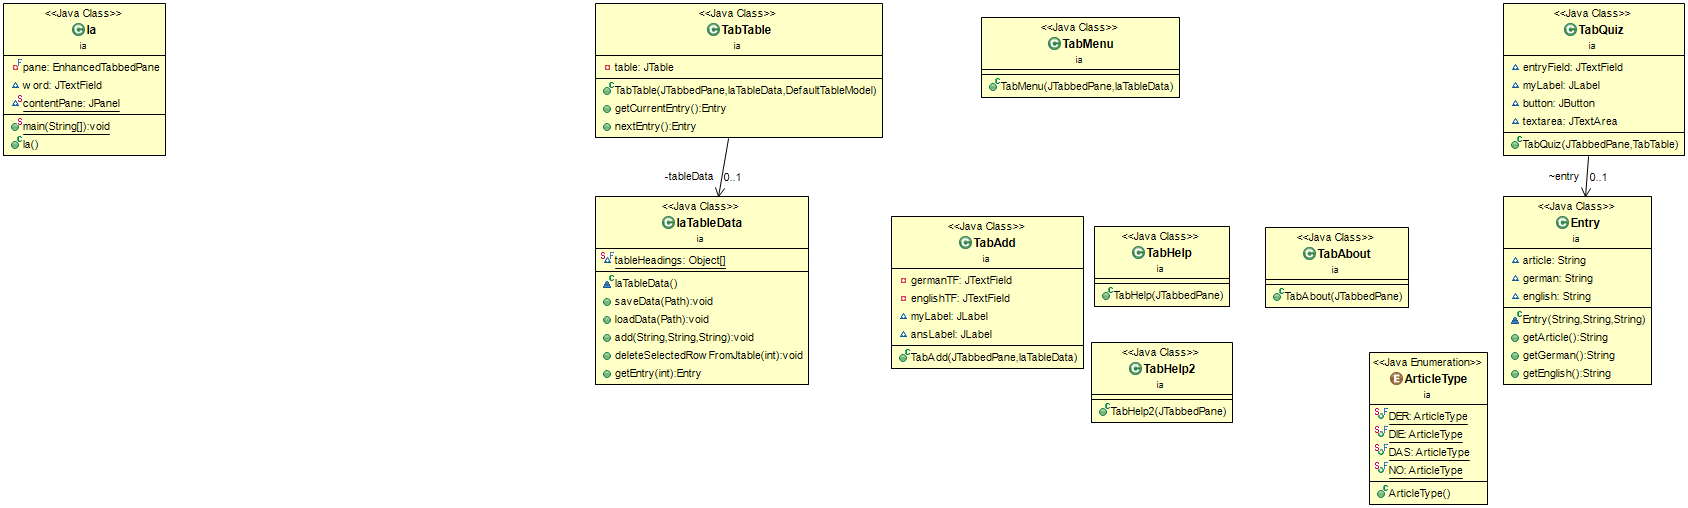 <<Java Class>>
Ia
ia
pane: EnhancedTabbedPane
word: JTextField
contentPane: JPanel
main(String[]):void
Ia()
<<Java Class>>
TabTable
ia
table: JTable
TabTable(JTabbedPane,IaTableData,DefaultTableModel)
getCurrentEntry():Entry
nextEntry():Entry
-tableData
0..1
<<Java Class>>
IaTableData
ia
tableHeadings: Object[]
IaTableData()
saveData(Path):void
loadData(Path):void
add(String,String,String):void
deleteSelectedRowFromJtable(int):void
getEntry(int):Entry
<<Java Class>>
TabMenu
ia
TabMenu(JTabbedPane,IaTableData)
<<Java Class>>
TabAdd
ia
germanTF: JTextField
englishTF: JTextField
myLabel: JLabel
ansLabel: JLabel
TabAdd(JTabbedPane,IaTableData)
<<Java Class>>
TabHelp
ia
TabHelp(JTabbedPane)
<<Java Class>>
TabHelp2
ia
TabHelp2(JTabbedPane)
<<Java Class>>
TabAbout
ia
TabAbout(JTabbedPane)
<<Java Enumeration>>
ArticleType
ia
DER: ArticleType
DIE: ArticleType
DAS: ArticleType
NO: ArticleType
ArticleType()
<<Java Class>>
TabQuiz
ia
entryField: JTextField
myLabel: JLabel
button: JButton
textarea: JTextArea
TabQuiz(JTabbedPane,TabTable)
~entry
0..1
<<Java Class>>
Entry
ia
article: String
german: String
english: String
Entry(String,String,String)
getArticle():String
getGerman():String
getEnglish():String